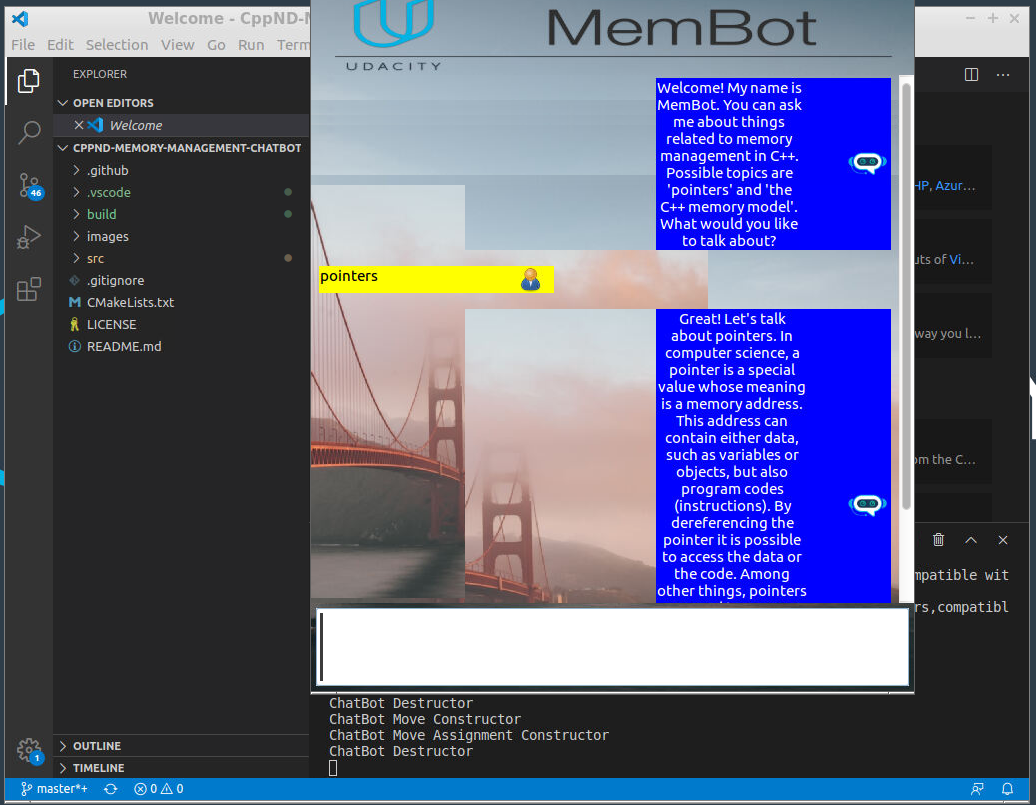 Welcome - CppND-M
File Edit Selection View Go Run Term
EXPLORER
OPEN EDITORS
Welcome
CPPND-MEMORY-MANAGEMENT-CHATBOT
.github
.vscode
build
images
src
.gitignore
CMakeLists.txt
LICENSE
README.md
OUTLINE
TIMELINE
46
1
UDACITY
MemBot
Welcome! My name is
MemBot. You can ask
me about things
related to memory
management in C++.
Possible topics are
'pointers' and 'the
C++ memory model'.
What would you like
to talk about?
pointers
Great! Let's talk
about pointers. In
computer science, a
pointer is a special
value whose meaning
is a memory address.
This address can
contain either data,
such as variables or
objects, but also
program codes
(instructions). By
dereferencing the
pointer it is possible
to access the data or
the code. Among
other things, pointers
HP, Azur...
uts of Vi...
way you l...
om the C...
mpatible wit
rs,compatibl
ChatBot Destructor
ChatBot Move Constructor
ChatBot Move Assignment Constructor
ChatBot Destructor
master*+ 0 0